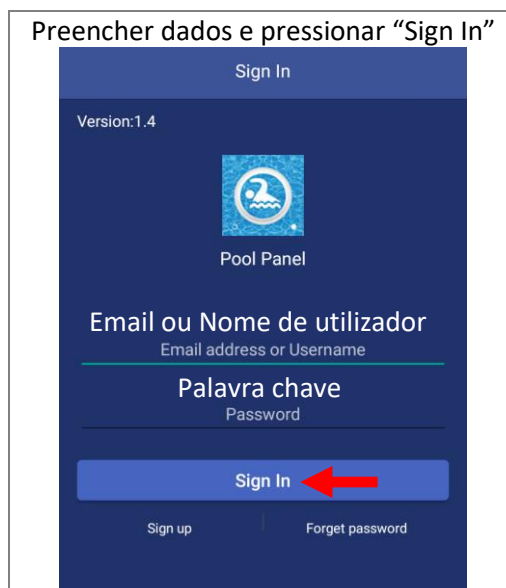 Preencher dados e pressionar “Sign In”
Sign In
Version:1.4
Pool Panel
Email ou Nome de utilizador
Email address or Username
Palavra chave
Password
Sign In
Sign up
Forget password